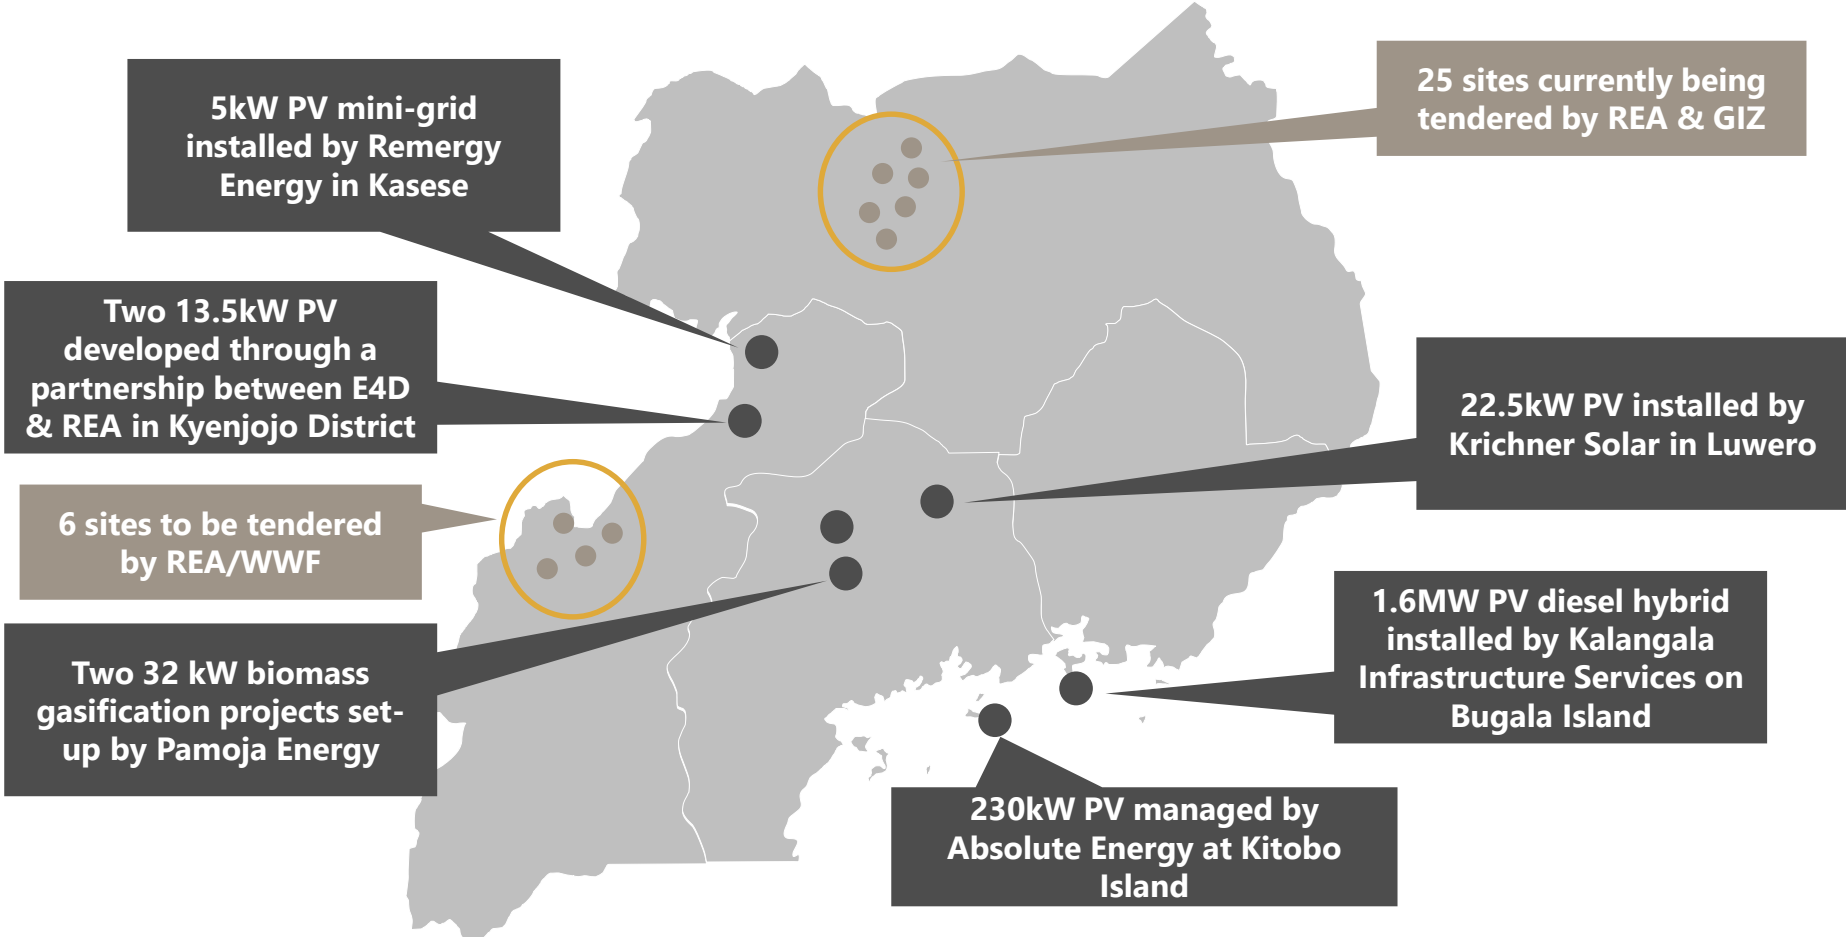 5kW PV mini-grid
installed by Remergy
Energy in Kasese
25 sites currently being
tendered by REA & GIZ
Two 13.5kW PV
developed through a
partnership between E4D
& REA in Kyenjojo District
22.5kW PV installed by
Krichner Solar in Luwero
6 sites to be tendered
by REA/WWF
1.6MW PV diesel hybrid
installed by Kalangala
Infrastructure Services on
Bugala Island
Two 32 kW biomass
gasification projects set-
up by Pamoja Energy
230kW PV managed by
Absolute Energy at Kitobo
Island